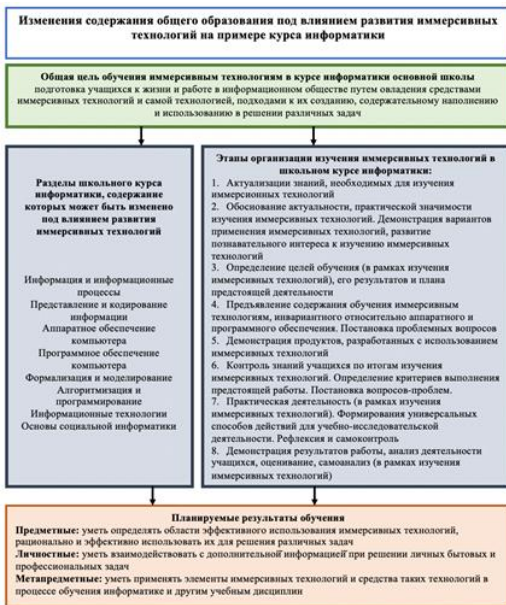 Изменения содержания общего образования под влиянием развития иммерсивных
технологий на примере курса информатики
Общая цель обучения иммерсивным технологиям в курсе информатики основной школы
подготовка учащихся к жизни и работе в информационном обществе путем овладения средствами
иммерсивных технологий и самой технологией, подходами к их созданию, содержательному наполнению
и использованию в решении различных задач
Разделы школьного курса
информатики, содержание
которых может быть изменено
под влиянием развития
иммерсивных технологий
Информация и информационные
процессы
Представление и кодирование
информации
Аппаратное обеспечение
компьютера
Программное обеспечение
компьютера
Формализация и моделирование
Алгоритмизация и
программирование
Информационные технологии
Основы социальной информатики
Этапы организации изучения иммерсивных технологий в
школьном курсе информатики:
1. Актуализации знаний, необходимых для изучения
иммерсионных технологий
2. Обоснование актуальности, практической значимости
изучения иммерсивных технологий. Демонстрация вариантов
применения иммерсивных технологий, развитие
познавательного интереса к изучению иммерсивных
технологий
3. Определение целей обучения (в рамках изучения
иммерсивных технологий), его результатов и плана
предстоящей деятельности
4. Предъявление содержания обучения иммерсивным
технологиям, инвариантного относительно аппаратного и
программного обеспечения. Постановка проблемных вопросов
5. Демонстрация продуктов, разработанных с использованием
иммерсивных технологий
6. Контроль знаний учащихся по итогам изучения
иммерсивных технологий. Определение критериев выполнения
предстоящей работы. Постановка вопросов-проблем.
7. Практическая деятельность (в рамках изучения
иммерсивных технологий). Формирования универсальных
способов действий для учебно-исследовательской
деятельности. Рефлексия и самоконтроль
8. Демонстрация результатов работы, анализ деятельности
учащихся, оценивание, самоанализ (в рамках изучения
иммерсивных технологий)
Планируемые результаты обучения
Предметные: уметь определять области эффективного использования иммерсивных технологий,
рационально и эффективно использовать их для решения различных задач
Личностные: уметь взаимодействовать с дополнительной информацией при решении личных бытовых и
профессиональных задач
Метапредметные: уметь применять элементы иммерсивных технологий и средства таких технологий в
процессе обучения информатике и другим учебным дисциплин